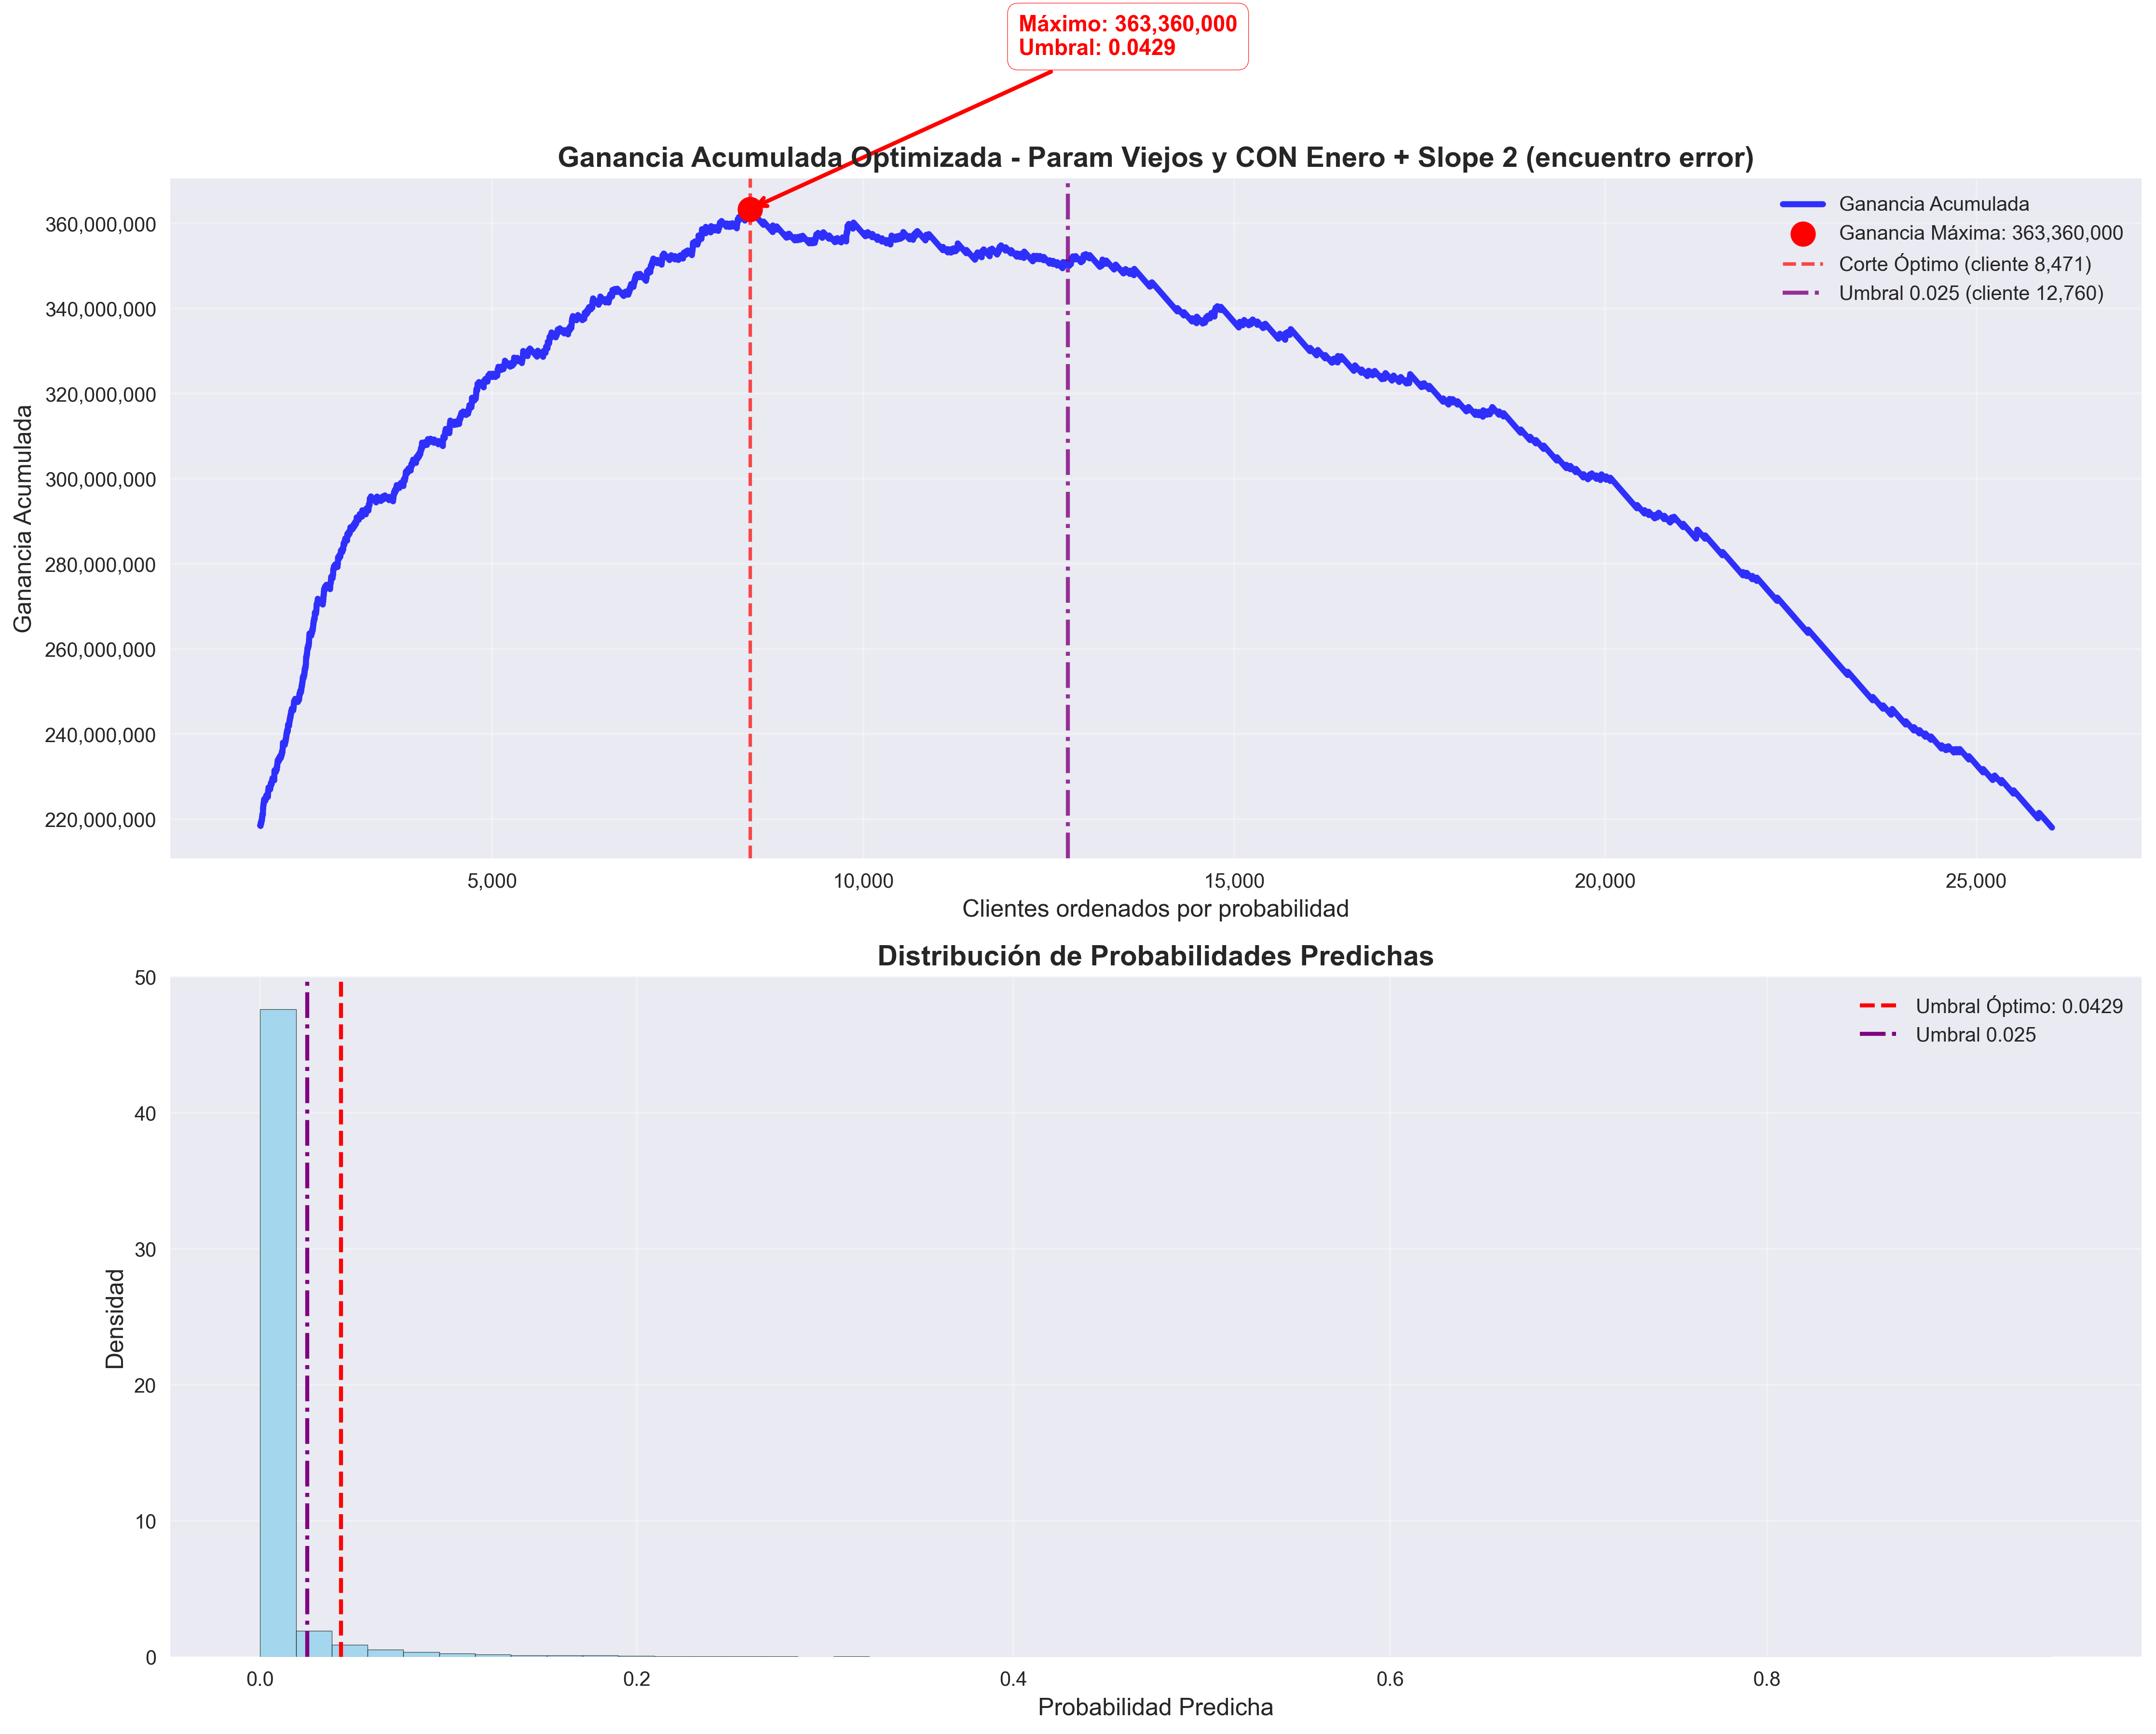 Máximo: 363,360,000
Umbral: 0.0429
Ganancia Acumulada Optimizada - Param Viejos y CON Enero + Slope 2 (encuentro error)
Ganancia Acumulada
360,000,000
340,000,000
320,000,000
300,000,000
280,000,000
260,000,000
240,000,000
220,000,000
Ganancia Acumulada
Ganancia Máxima: 363,360,000
Corte Óptimo (cliente 8,471)
Umbral 0.025 (cliente 12,760)
5,000
10,000
15,000
20,000
25,000
Clientes ordenados por probabilidad
Distribución de Probabilidades Predichas
Densidad
50
40
30
20
10
0
Umbral Óptimo: 0.0429
Umbral 0.025
0.0
0.2
0.4
0.6
0.8
Probabilidad Predicha